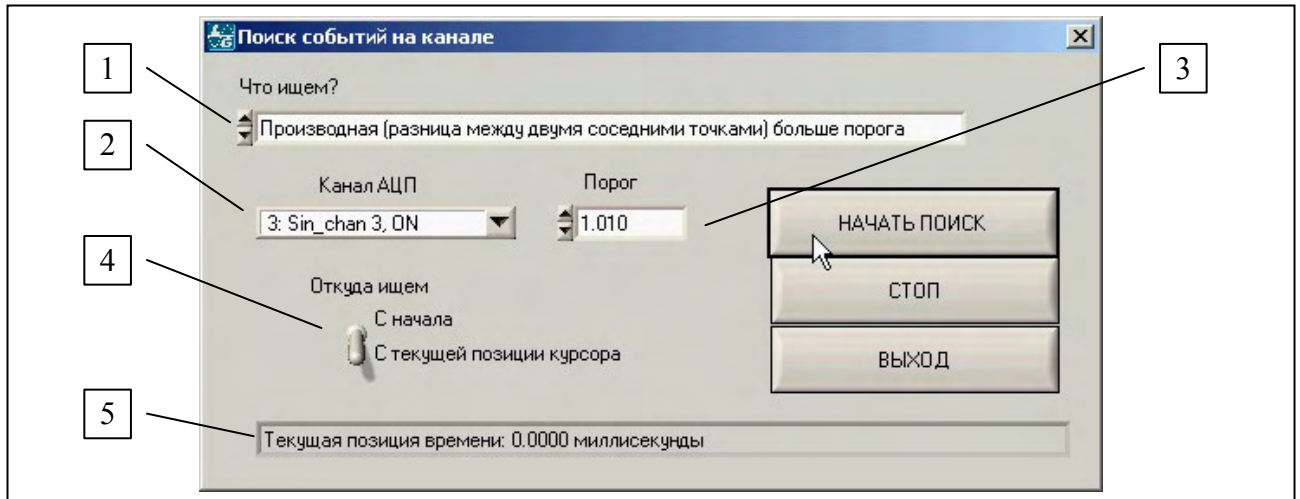 Поиск событий на канале
1
Что ищем?
3
Производная (разница между двумя соседними точками) больше порога
2
Канал АЦП
Порог
3: Sin_chan 3, ON
1.010
НАЧАТЬ ПОИСК
4
Откуда ищем
СТОП
С начала
С текущей позиции курсора
ВЫХОД
5
Текущая позиция времени: 0.0000 миллисекунды